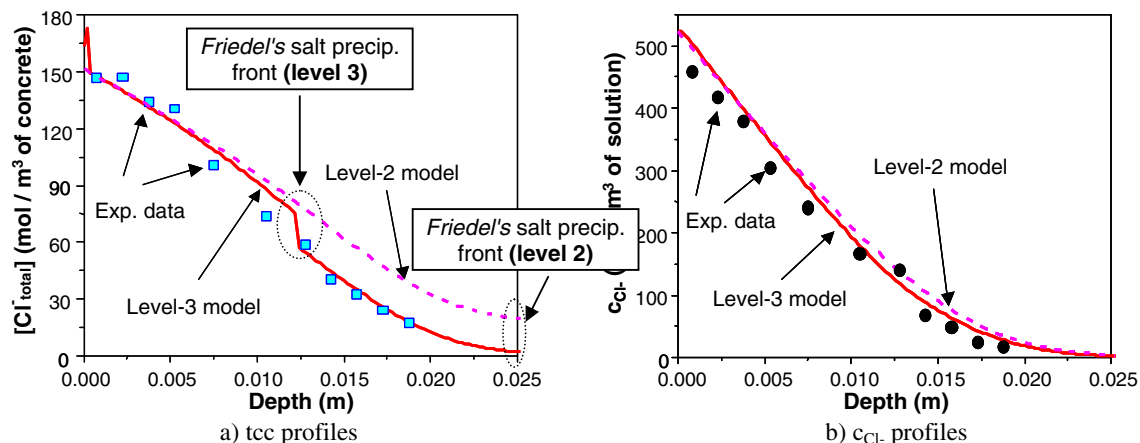 180
150
120
90
60
30
0
[Cl-total] (mol / m³ of concrete)
Friedel's salt precip.
front (level 3)
Exp. data
Level-2 model
Level-3 model
Friedel's salt precip.
front (level 2)
0.000 0.005 0.010 0.015 0.020 0.025
Depth (m)
a) tcc profiles
500
400
300
200
100
0
cCl-
m³ of solution)
Level-2 model
Exp. data
Level-3 model
0.000 0.005 0.010 0.015 0.020 0.025
Depth (m)
b) cCl- profiles